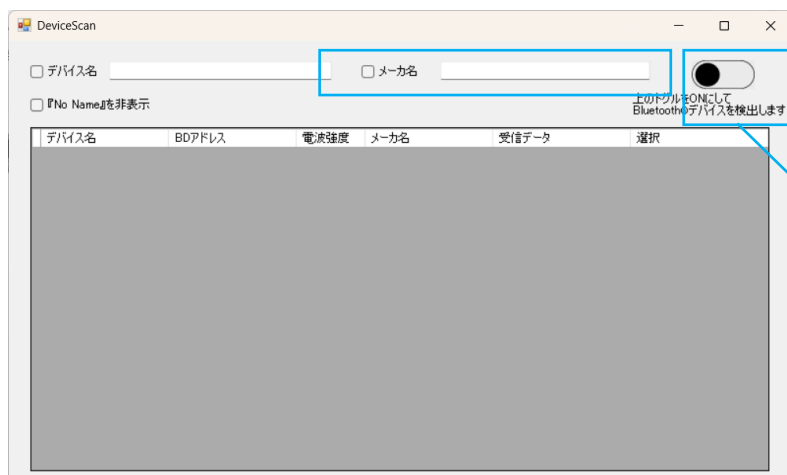 DeviceScan
デバイス名
メーカ名
『No Name』を非表示
上のトグルをONにして
Bluetoothのデバイスを検出します
デバイス名 BDアドレス 電波強度 メーカ名 受信データ 選択